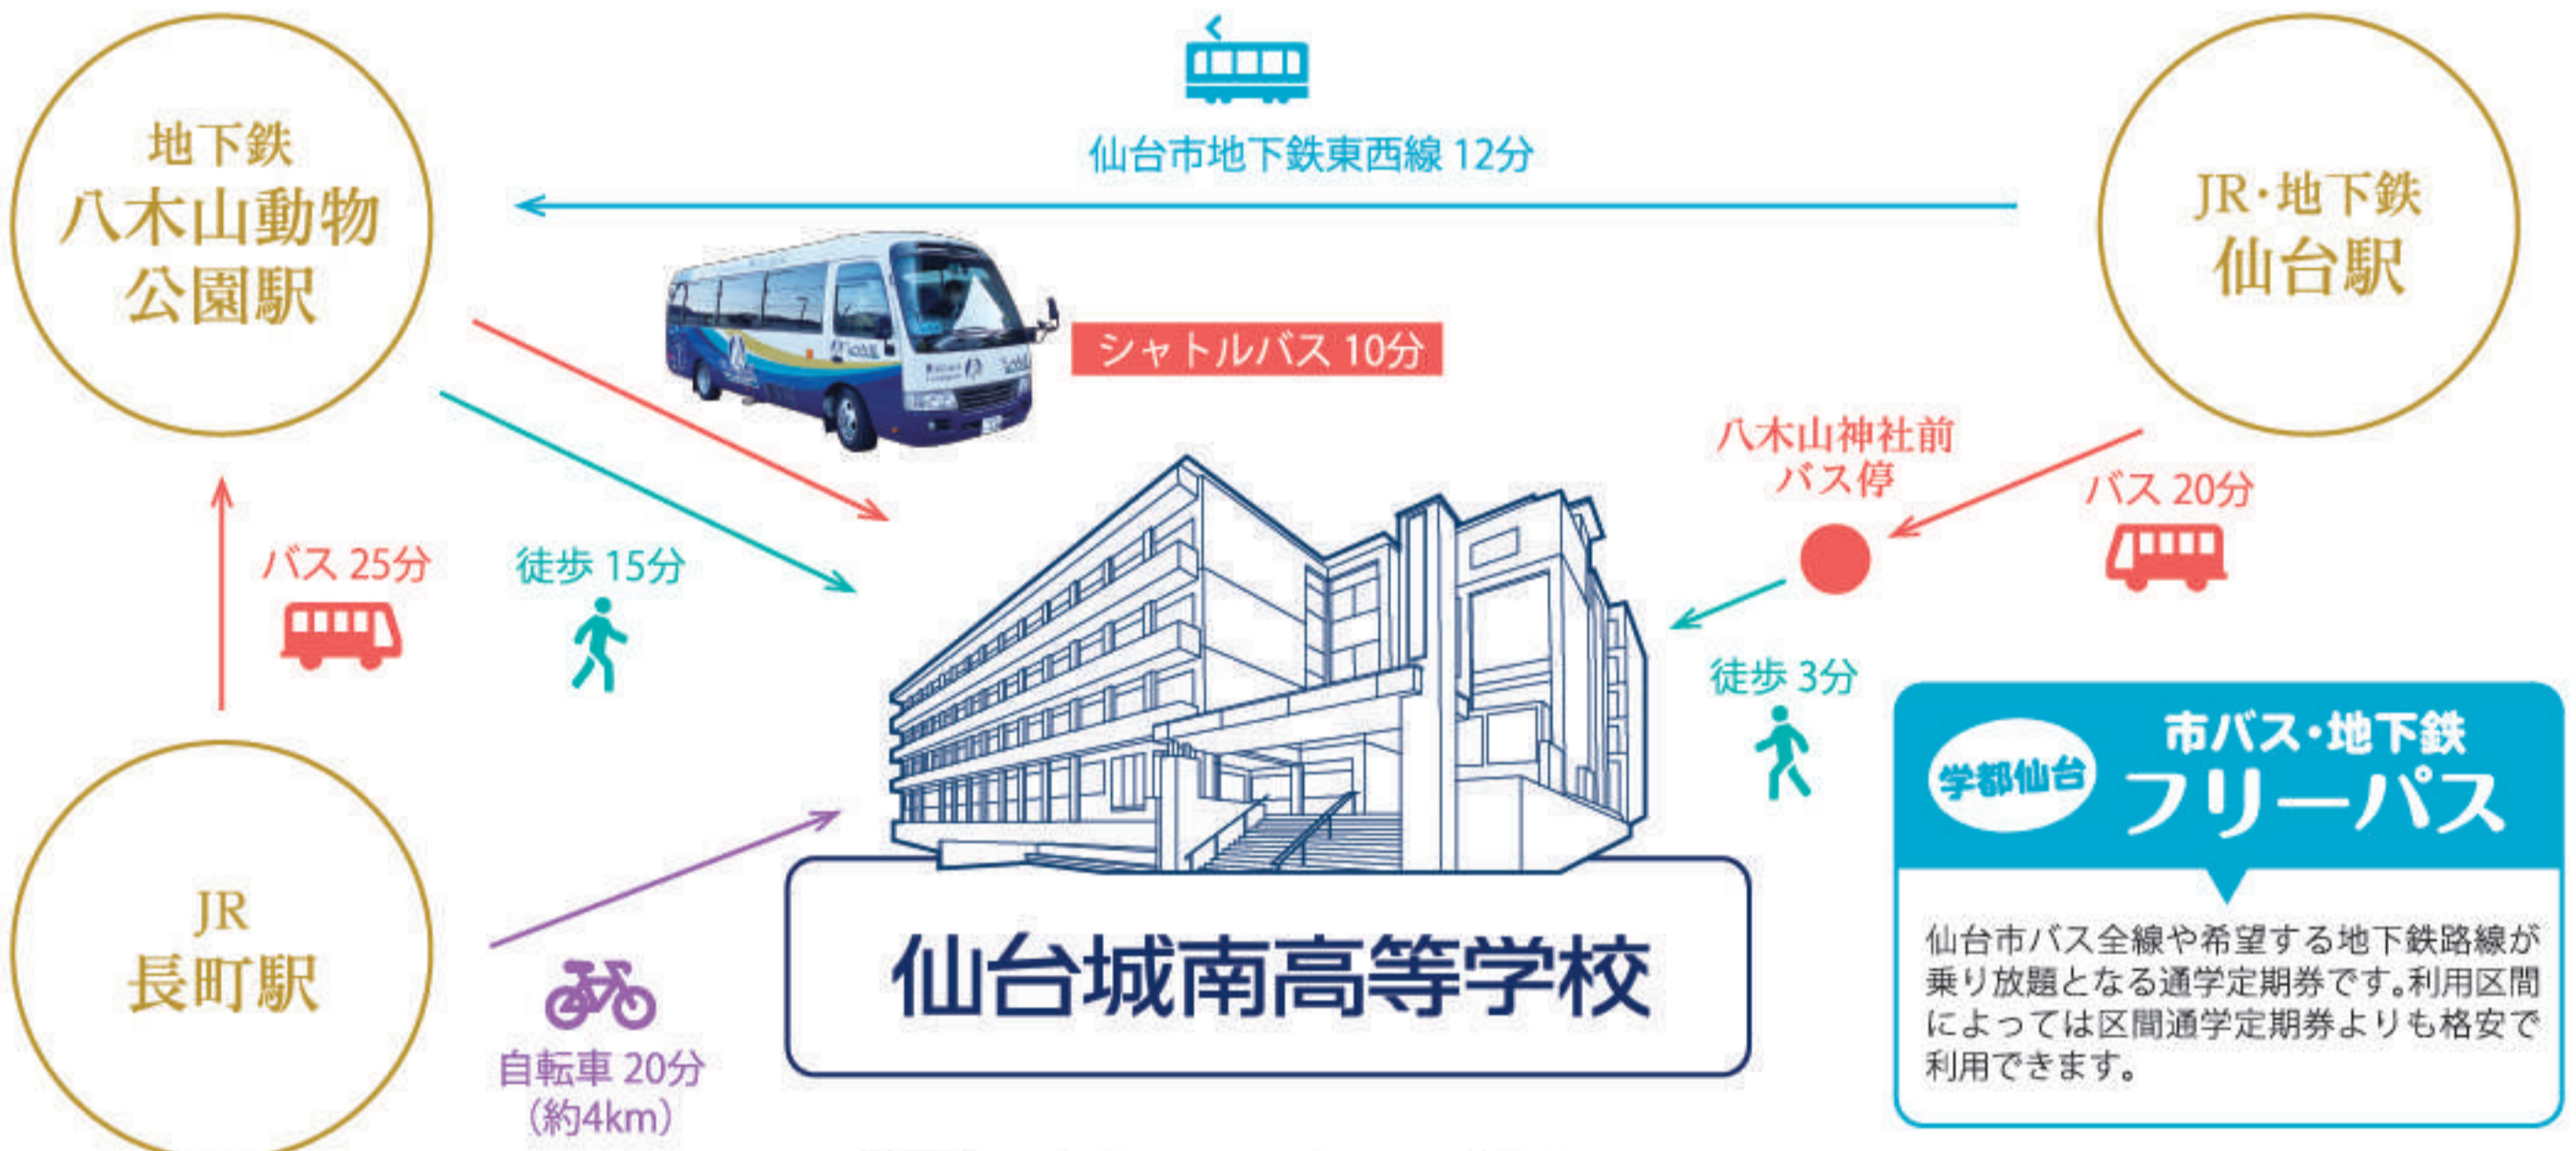 仙台市地下鉄東西線 12分
地下鉄
八木山動物
公園駅
JR・地下鉄
仙台駅
シャトルバス 10分
八木山神社前
バス停
バス 20分
バス 25分
徒歩 15分
徒歩 3分
JR
長町駅
自転車 20分
（約4km）
仙台城南高等学校
学都仙台
市バス・地下鉄
フリーパス
仙台市バス全線や希望する地下鉄路線が
乗り放題となる通学定期券です。利用区間
によっては区間通学定期券よりも格安で
利用できます。